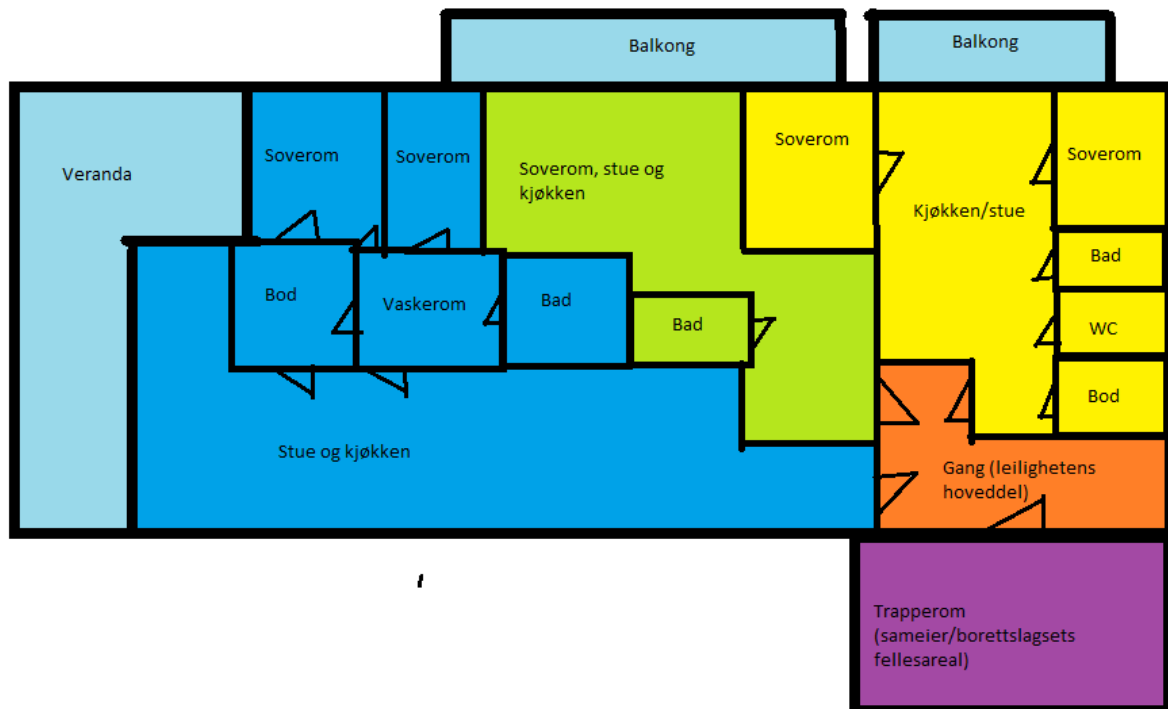 Balkong
Balkong
Veranda
Soverom
Soverom
Soverom, stue og
kjøkken
Soverom
Kjøkken/stue
Soverom
Bad
WC
Bod
Bod
Vaskerom
Bad
Bad
Stue og kjøkken
Gang (leilighetens
hoveddel)
Trapperom
(sameier/borettslagsets
fellesareal)